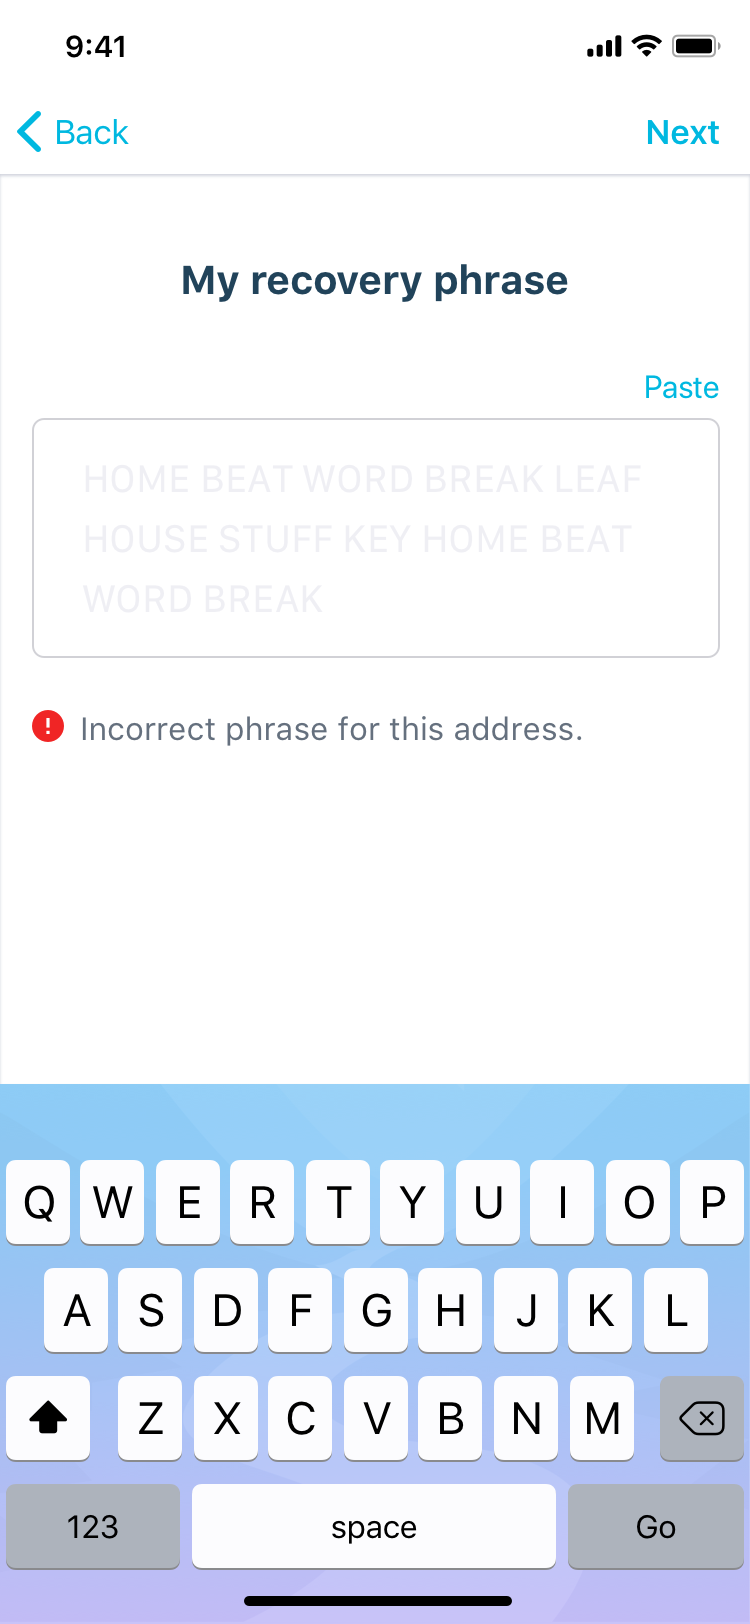 9:41
Back Next
My recovery phrase
Paste
HOME BEAT WORD BREAK LEAF
HOUSE STUFF KEY HOME BEAT
WORD BREAK
! Incorrect phrase for this address.
Q W E R T Y U I O P
A S D F G H J K L
Z X C V B N M
123 space Go